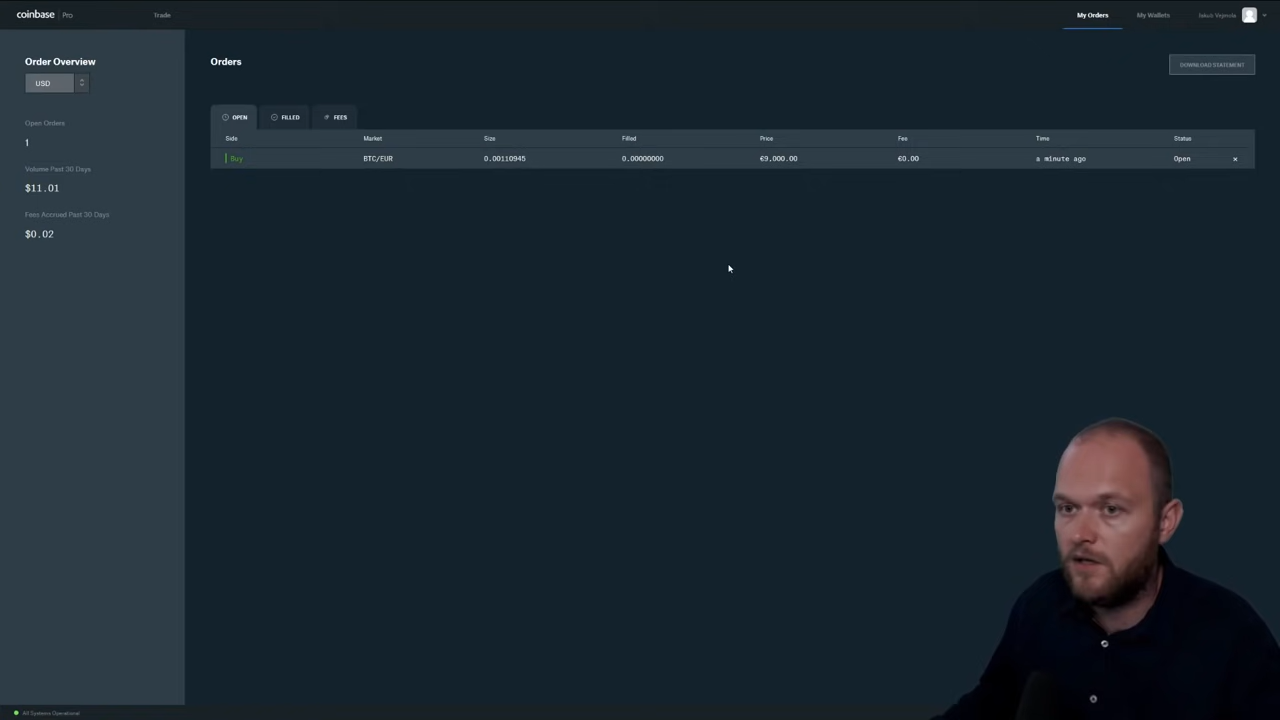 coinbase | Pro
Trade
My Orders
My Wallets
Order Overview
USD
Open Orders
1
Volume Past 30 Days
$11.01
Fees Accrued Past 30 Days
$0.02
Orders
DOWNLOAD STATEMENT
OPEN FILLED FEES
Side Market Size Filled Price Fee Time Status
Buy BTC/EUR 0.00110945 0.00000000 €9,000.00 €0.00 a minute ago Open ×
All Systems Operational